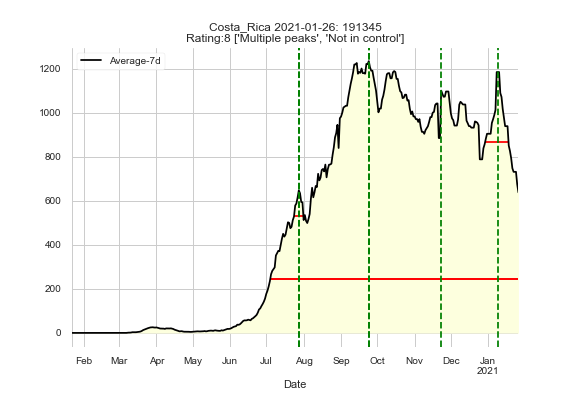 Costa_Rica 2021-01-26: 191345
Rating:8 ['Multiple peaks', 'Not in control']
Average-7d
1200
1000
800
600
400
200
0
Feb Mar Apr May Jun Jul Aug Sep Oct Nov Dec Jan
2021
Date